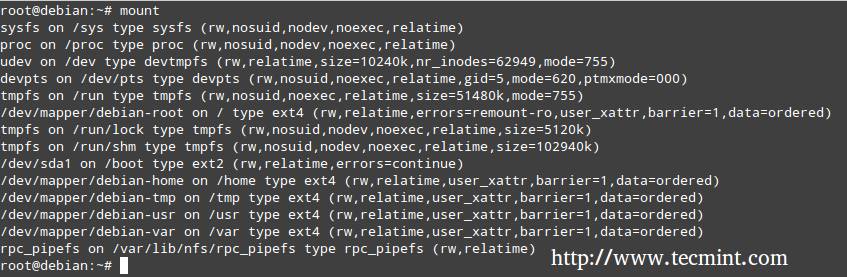 root@debian:~# mount
sysfs on /sys type sysfs (rw,nosuid,nodev,noexec,relatime)
proc on /proc type proc (rw,nosuid,nodev,noexec,relatime)
udev on /dev type devtmpfs (rw,relatime,size=10240k,nr_inodes=62949,mode=755)
devpts on /dev/pts type devpts (rw,nosuid,noexec,relatime,gid=5,mode=620,ptmxmode=000)
tmpfs on /run type tmpfs (rw,nosuid,noexec,relatime,size=51480k,mode=755)
/dev/mapper/debian-root on / type ext4 (rw,relatime,errors=remount-ro,user_xattr,barrier=1,data=ordered)
tmpfs on /run/lock type tmpfs (rw,nosuid,nodev,noexec,relatime,size=5120k)
tmpfs on /run/shm type tmpfs (rw,nosuid,nodev,noexec,relatime,size=102940k)
/dev/sda1 on /boot type ext2 (rw,relatime,errors=continue)
/dev/mapper/debian-home on /home type ext4 (rw,relatime,user_xattr,barrier=1,data=ordered)
/dev/mapper/debian-tmp on /tmp type ext4 (rw,relatime,user_xattr,barrier=1,data=ordered)
/dev/mapper/debian-usr on /usr type ext4 (rw,relatime,user_xattr,barrier=1,data=ordered)
/dev/mapper/debian-var on /var type ext4 (rw,relatime,user_xattr,barrier=1,data=ordered)
rpc_pipefs on /var/lib/nfs/rpc_pipefs type rpc_pipefs (rw,relatime)
root@debian:~#
http://www.tecmint.com